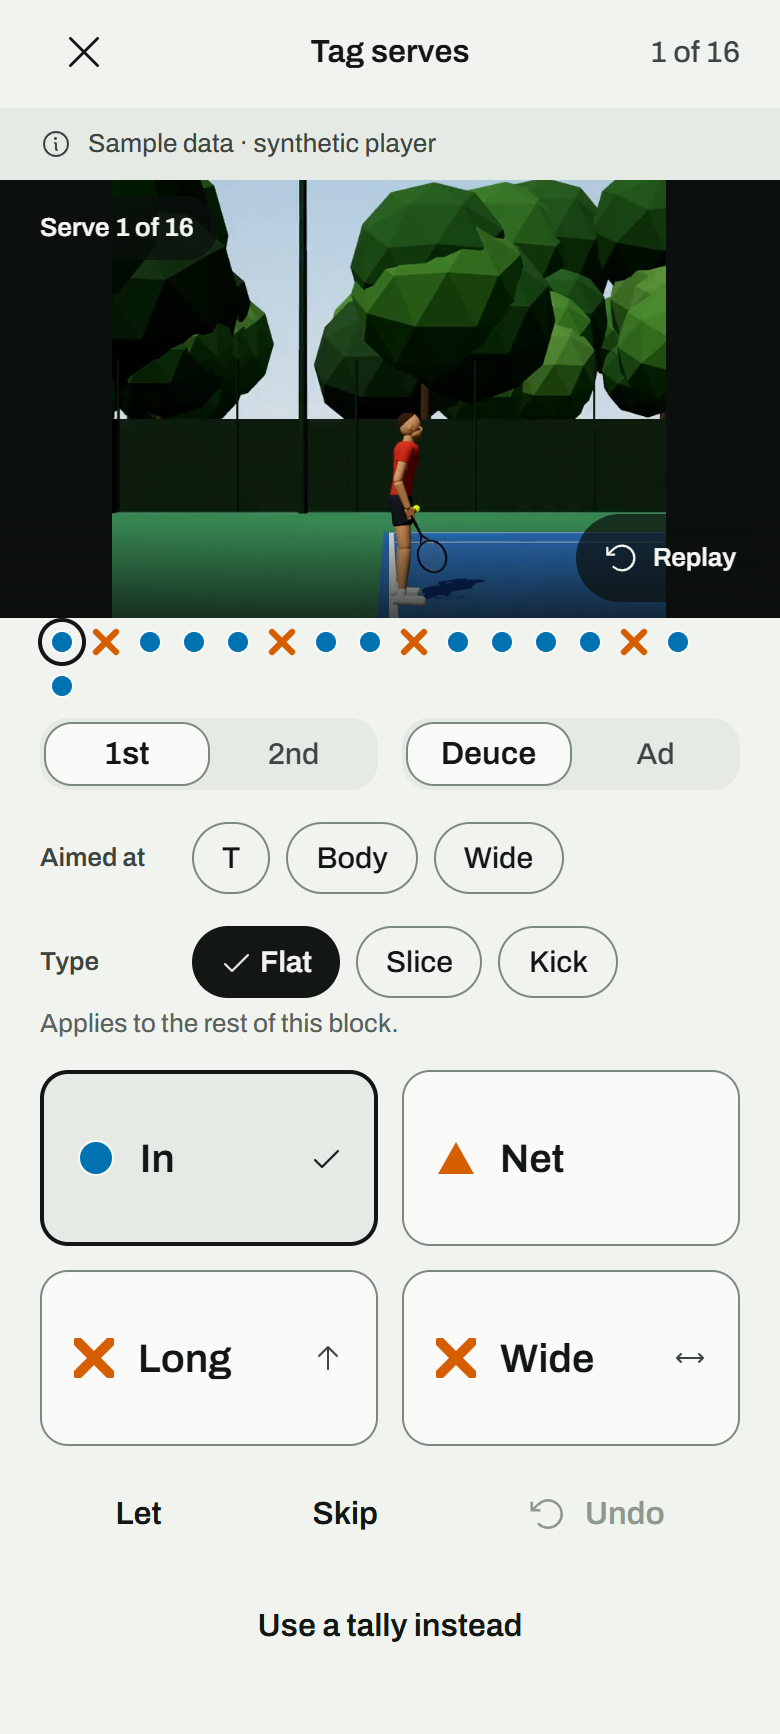 Tag serves
1 of 16
Sample data · synthetic player
Serve 1 of 16
Replay
1st
2nd
Deuce
Ad
Aimed at
T
Body
Wide
Type
Flat
Slice
Kick
Applies to the rest of this block.
In
Net
Long
Wide
Let
Skip
Undo
Use a tally instead